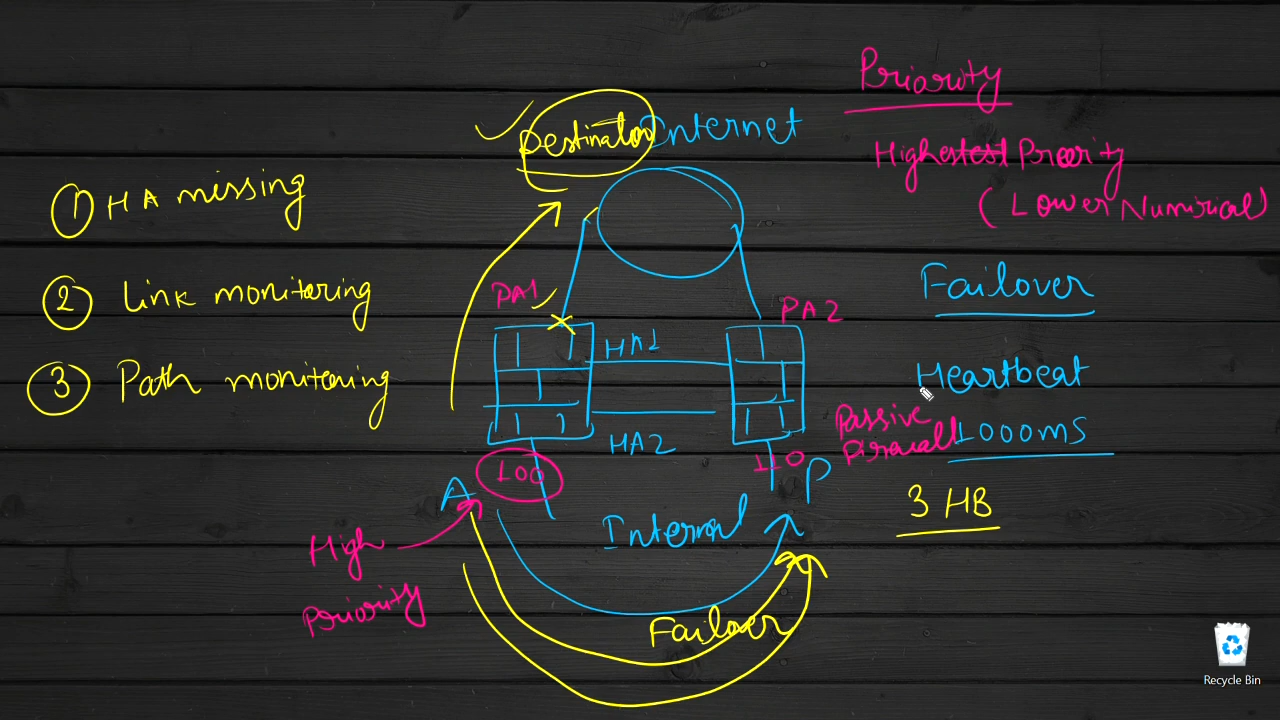 Priority
Highestest Preority
(Lower Numirical)
Destination
Internet
① HA missing
② Link monitoring
③ Path monitoring
PA1
PA2
HA1
HA2
Failover
Heartbeat
1000ms
3 HB
Passive
Firewall
100
110
A
P
Internal
High
Priority
Failover
Recycle Bin